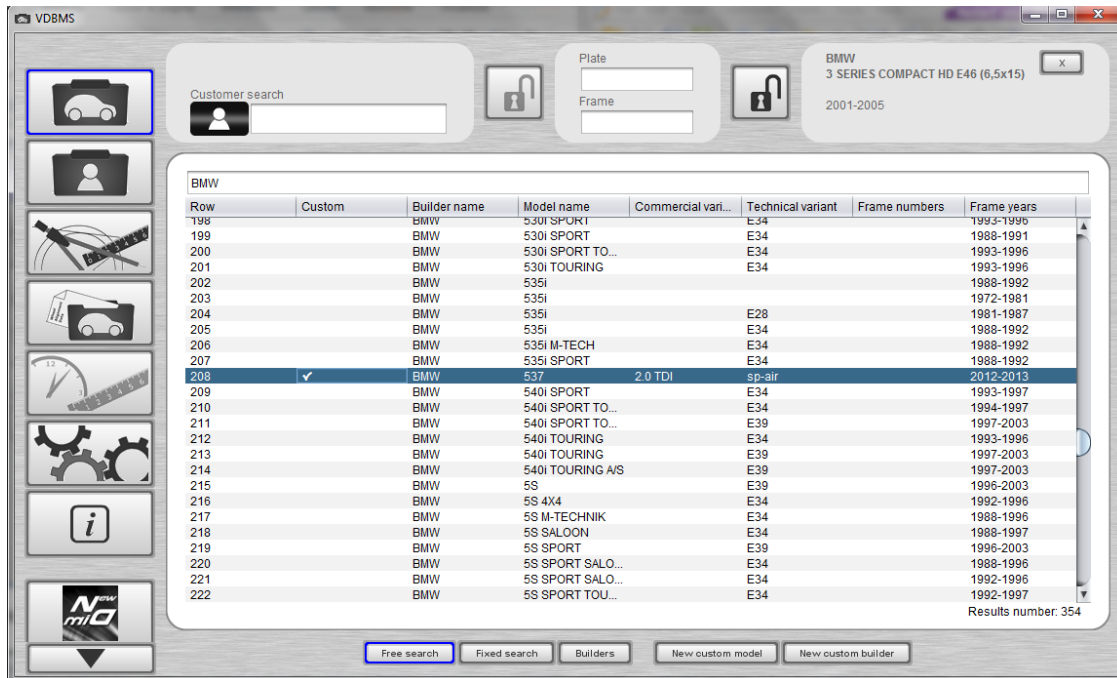 VDBMS
Customer search
Plate
Frame
BMW
3 SERIES COMPACT HD E46 (6,5x15)
2001-2005
x
BMW
Row Custom Builder name Model name Commercial vari... Technical variant Frame numbers Frame years
198 BMW 530i SPORT E34 1993-1996
199 BMW 530i SPORT E34 1988-1991
200 BMW 530i SPORT TO... E34 1993-1996
201 BMW 530i TOURING E34 1993-1996
202 BMW 535i 1988-1992
203 BMW 535i 1972-1981
204 BMW 535i E28 1981-1987
205 BMW 535i E34 1988-1992
206 BMW 535i M-TECH E34 1988-1992
207 BMW 535i SPORT E34 1988-1992
208 ✓ BMW 537 2.0 TDI sp-air 2012-2013
209 BMW 540i SPORT E34 1993-1997
210 BMW 540i SPORT TO... E34 1994-1997
211 BMW 540i SPORT TO... E39 1997-2003
212 BMW 540i TOURING E34 1993-1996
213 BMW 540i TOURING E39 1997-2003
214 BMW 540i TOURING A/S E39 1997-2003
215 BMW 5S E39 1996-2003
216 BMW 5S 4X4 E34 1992-1996
217 BMW 5S M-TECHNIK E34 1988-1996
218 BMW 5S SALOON E34 1988-1997
219 BMW 5S SPORT E39 1996-2003
220 BMW 5S SPORT SALO... E34 1988-1996
221 BMW 5S SPORT SALO... E34 1992-1996
222 BMW 5S SPORT TOU... E34 1992-1997
Results number: 354
New
miD
Free search Fixed search Builders New custom model New custom builder